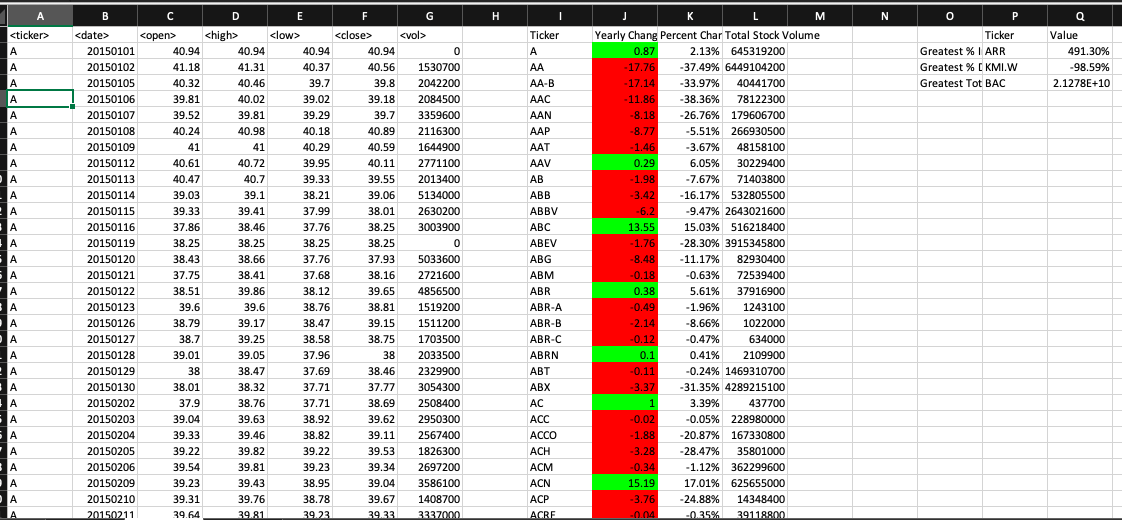 A B C D E F G H I J K L M N O P Q
<ticker> <date> <open> <high> <low> <close> <vol> Ticker Yearly Chang Percent Char Total Stock Volume Ticker Value
A 20150101 40.94 40.94 40.94 40.94 0 A 0.87 2.13% 645319200 Greatest % I ARR 491.30%
A 20150102 41.18 41.31 40.37 40.56 1530700 AA -17.76 -37.49% 6449104200 Greatest % D KMI.W -98.59%
A 20150105 40.32 40.46 39.7 39.8 2042200 AA-B -17.14 -33.97% 40441700 Greatest Tot BAC 2.1278E+10
A 20150106 39.81 40.02 39.02 39.18 2084500 AAC -11.86 -38.36% 78122300
A 20150107 39.52 39.81 39.29 39.7 3359600 AAN -8.18 -26.76% 179606700
A 20150108 40.24 40.98 40.18 40.89 2116300 AAP -8.77 -5.51% 266930500
A 20150109 41 41 40.29 40.59 1644900 AAT -1.46 -3.67% 48158100
A 20150112 40.61 40.72 39.95 40.11 2771100 AAV 0.29 6.05% 30229400
A 20150113 40.47 40.7 39.33 39.55 2013400 AB -1.98 -7.67% 71403800
A 20150114 39.03 39.1 38.21 39.06 5134000 ABB -3.42 -16.17% 532805500
A 20150115 39.33 39.41 37.99 38.01 2630200 ABBV -6.2 -9.47% 2643021600
A 20150116 37.86 38.46 37.76 38.25 3003900 ABC 13.55 15.03% 516218400
A 20150119 38.25 38.25 38.25 38.25 0 ABEV -1.76 -28.30% 3915345800
A 20150120 38.43 38.66 37.76 37.93 5033600 ABG -8.48 -11.17% 82930400
A 20150121 37.75 38.41 37.68 38.16 2721600 ABM -0.18 -0.63% 72539400
A 20150122 38.51 39.86 38.12 39.65 4856500 ABR 0.38 5.61% 37916900
A 20150123 39.6 39.6 38.76 38.81 1519200 ABR-A -0.49 -1.96% 1243100
A 20150126 38.79 39.17 38.47 39.15 1511200 ABR-B -2.14 -8.66% 1022000
A 20150127 38.7 39.25 38.58 38.75 1703500 ABR-C -0.12 -0.47% 634000
A 20150128 39.01 39.05 37.96 38 2033500 ABRN 0.1 0.41% 2109900
A 20150129 38 38.47 37.69 38.46 2329900 ABT -0.11 -0.24% 1469310700
A 20150130 38.01 38.32 37.71 37.77 3054300 ABX -3.37 -31.35% 4289215100
A 20150202 37.9 38.76 37.71 38.69 2508400 AC 1 3.39% 437700
A 20150203 39.04 39.63 38.92 39.62 2950300 ACC -0.02 -0.05% 228980000
A 20150204 39.33 39.46 38.82 39.11 2567400 ACCO -1.88 -20.87% 167330800
A 20150205 39.22 39.82 39.22 39.53 1826300 ACH -3.28 -28.47% 35801000
A 20150206 39.54 39.81 39.23 39.34 2697200 ACM -0.34 -1.12% 362299600
A 20150209 39.23 39.43 38.95 39.04 3586100 ACN 15.19 17.01% 625655000
A 20150210 39.31 39.76 38.78 39.67 1408700 ACP -3.76 -24.88% 14348400
A 20150211 39.64 39.81 39.23 39.33 3337000 ACRE -0.04 -0.35% 39118800